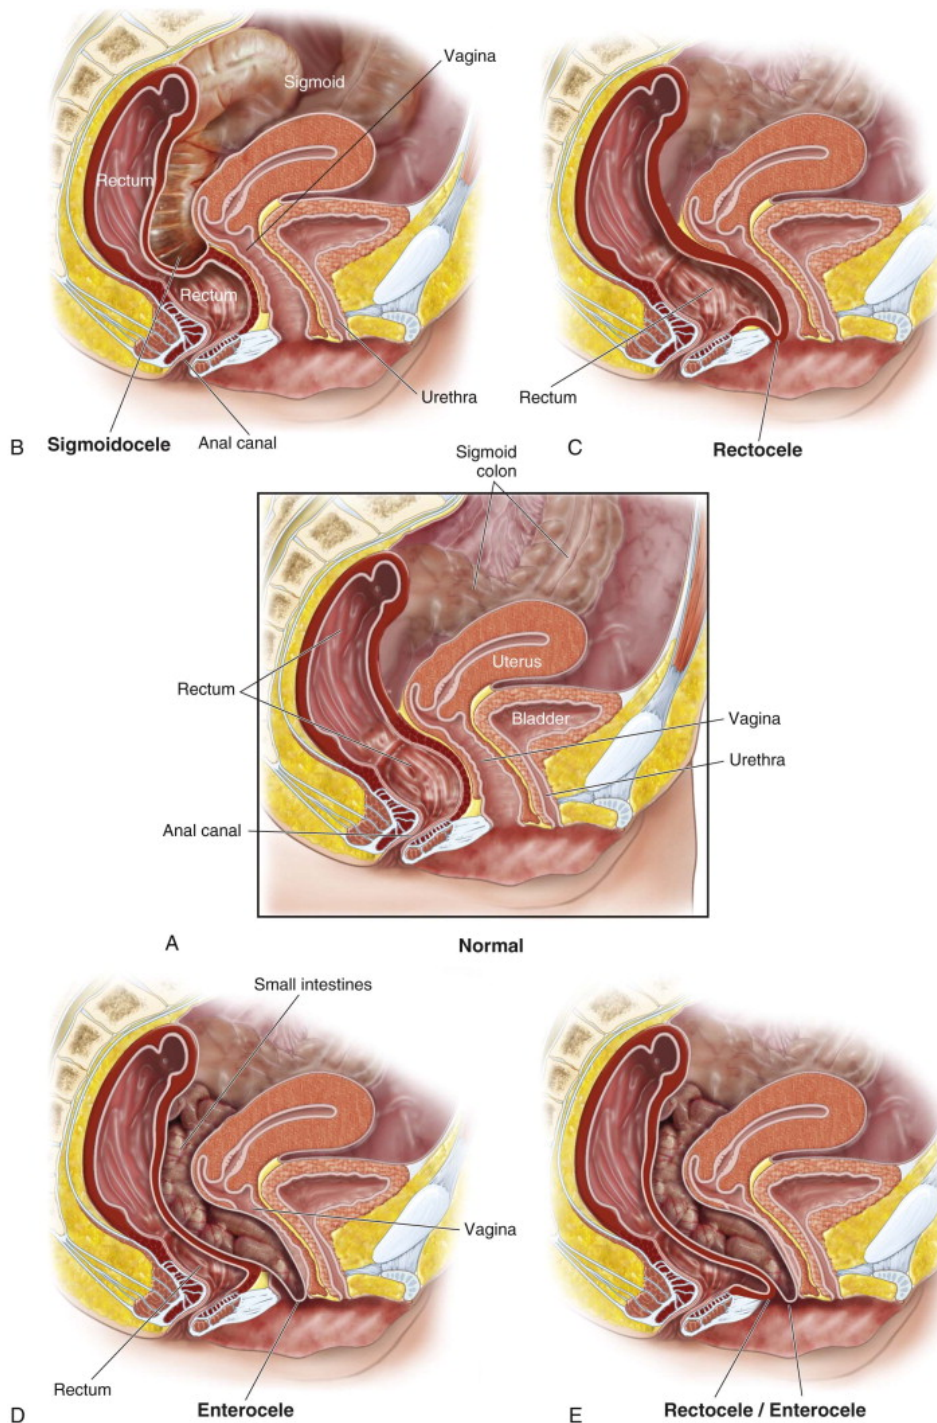 Vagina
Sigmoid
Rectum
Rectum
Urethra
Anal canal
B
Sigmoidocele
Rectum
C
Rectocele
Sigmoid
colon
Uterus
Rectum
Bladder
Vagina
Urethra
Anal canal
A
Normal
Small intestines
Vagina
Rectum
D
Enterocele
E
Rectocele / Enterocele